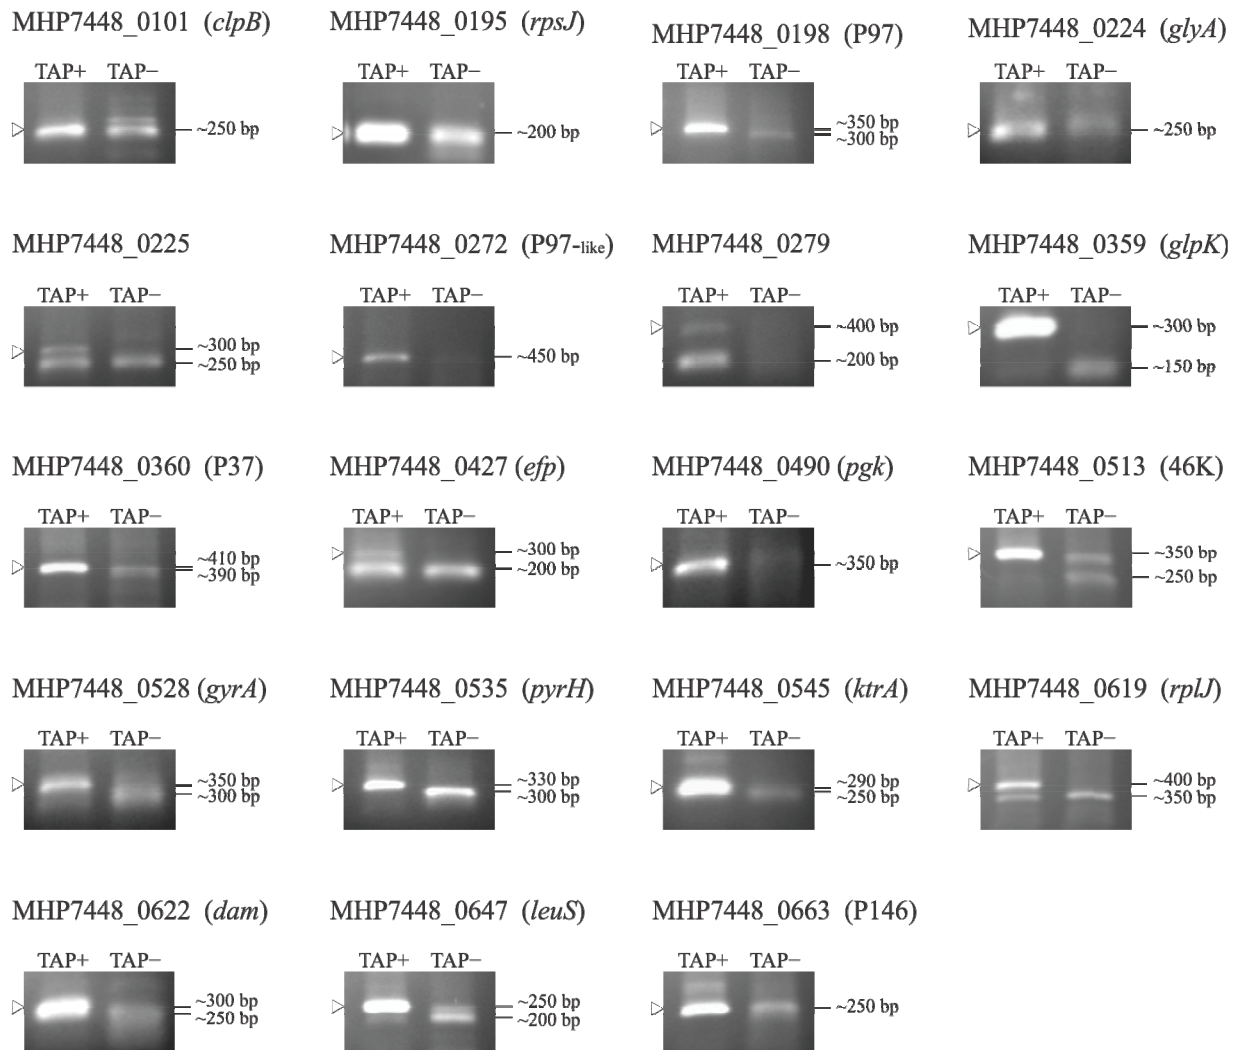 MHP7448_0101 (clpB)
TAP+ TAP−
~250 bp
MHP7448_0195 (rpsJ)
TAP+ TAP−
~200 bp
MHP7448_0198 (P97)
TAP+ TAP−
~350 bp
~300 bp
MHP7448_0224 (glyA)
TAP+ TAP−
~250 bp
MHP7448_0225
TAP+ TAP−
~300 bp
~250 bp
MHP7448_0272 (P97-like)
TAP+ TAP−
~450 bp
MHP7448_0279
TAP+ TAP−
~400 bp
~200 bp
MHP7448_0359 (glpK)
TAP+ TAP−
~300 bp
~150 bp
MHP7448_0360 (P37)
TAP+ TAP−
~410 bp
~390 bp
MHP7448_0427 (efp)
TAP+ TAP−
~300 bp
~200 bp
MHP7448_0490 (pgk)
TAP+ TAP−
~350 bp
MHP7448_0513 (46K)
TAP+ TAP−
~350 bp
~250 bp
MHP7448_0528 (gyrA)
TAP+ TAP−
~350 bp
~300 bp
MHP7448_0535 (pyrH)
TAP+ TAP−
~330 bp
~300 bp
MHP7448_0545 (ktrA)
TAP+ TAP−
~290 bp
~250 bp
MHP7448_0619 (rplJ)
TAP+ TAP−
~400 bp
~350 bp
MHP7448_0622 (dam)
TAP+ TAP−
~300 bp
~250 bp
MHP7448_0647 (leuS)
TAP+ TAP−
~250 bp
~200 bp
MHP7448_0663 (P146)
TAP+ TAP−
~250 bp